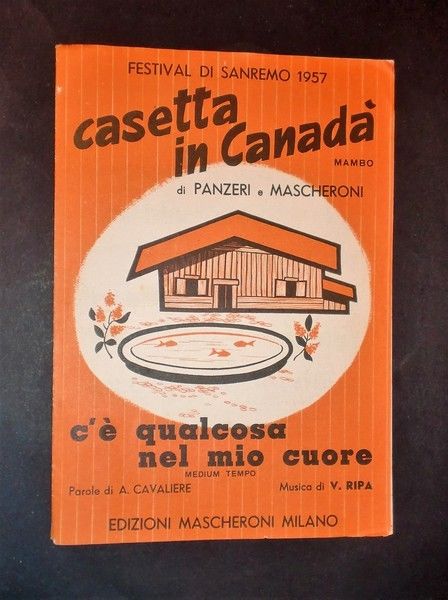 FESTIVAL DI SANREMO 1957
casetta
in Canadà
MAMBO
di PANZERI e MASCHERONI
c'è qualcosa
nel mio cuore
MEDIUM TEMPO
Parole di A. CAVALIERE Musica di V. RIPA
EDIZIONI MASCHERONI MILANO